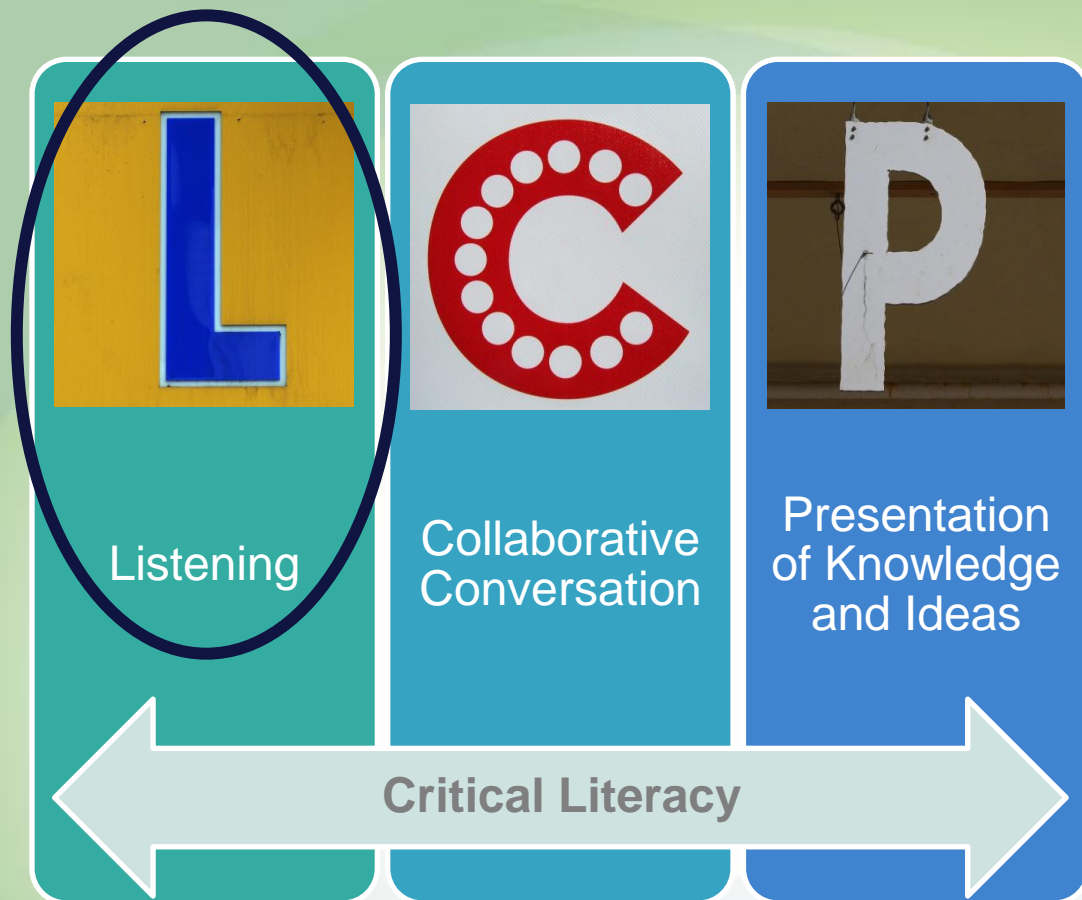 L
C
P
Listening
Collaborative
Conversation
Presentation
of Knowledge
and Ideas
Critical Literacy